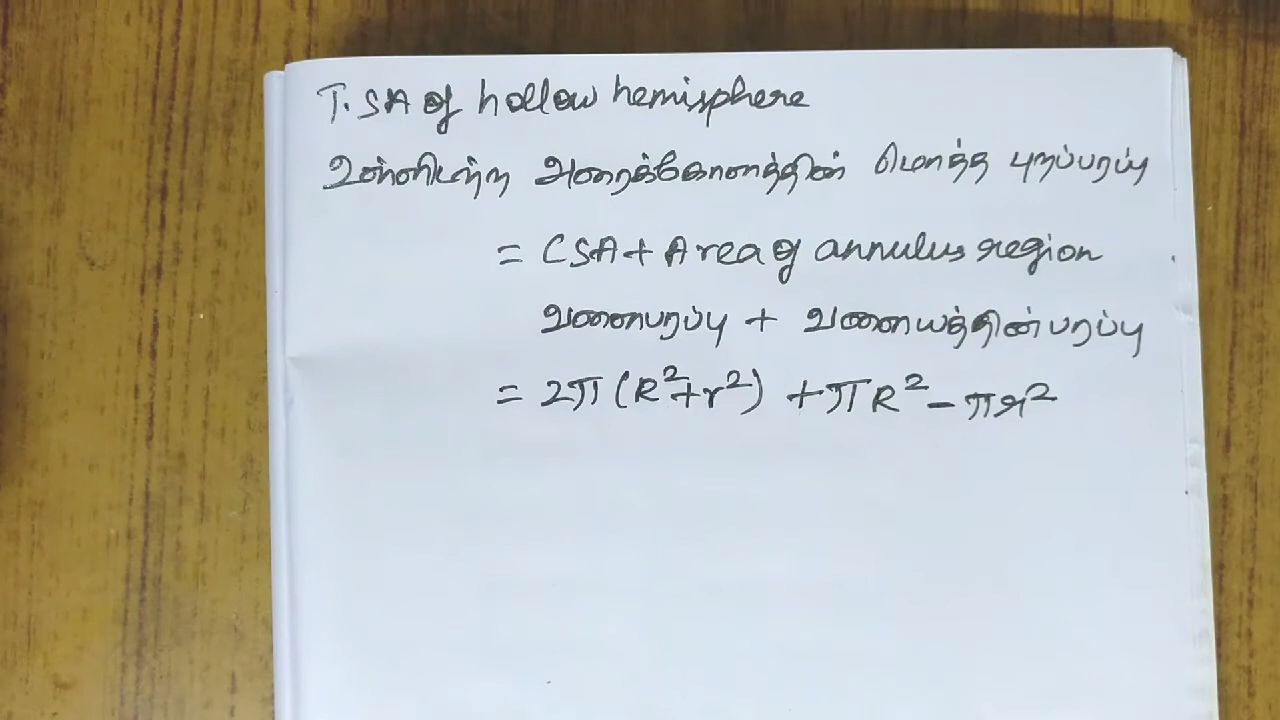 T.SA of hollow hemisphere
உள்ளீடற்ற அரைக்கோளத்தின் மொத்த புறப்பரப்பு
= CSA + Area of annulus region
வளைபரப்பு + வளையத்தின் பரப்பு
= 2π (R²+r²) + πR² - πr²